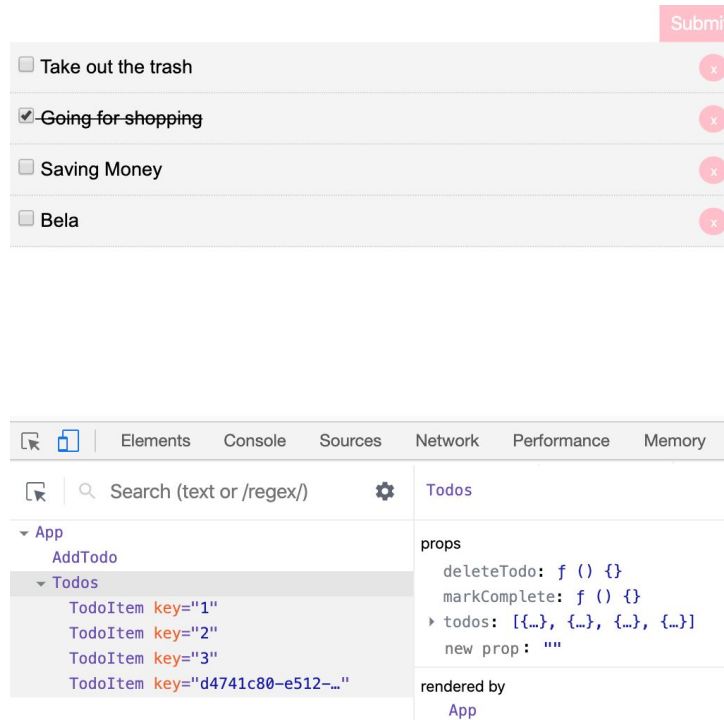 Submi
Take out the trash
x
Going for shopping
x
Saving Money
x
Bela
x
Elements Console Sources Network Performance Memory
Search (text or /regex/)
Todos
App
AddTodo
Todos
TodoItem key="1"
TodoItem key="2"
TodoItem key="3"
TodoItem key="d4741c80-e512-…"
props
deleteTodo: ƒ () {}
markComplete: ƒ () {}
todos: [{…}, {…}, {…}, {…}]
new prop: ""
rendered by
App